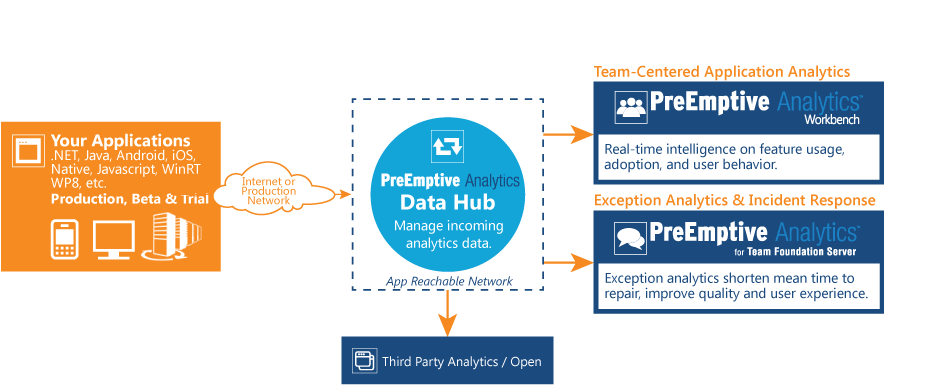 Your Applications
.NET, Java, Android, iOS,
Native, Javascript, WinRT
WP8, etc.
Production, Beta & Trial
Internet or
Production
Network
PreEmptive Analytics
Data Hub
Manage incoming
analytics data.
App Reachable Network
Third Party Analytics / Open
Team-Centered Application Analytics
PreEmptive Analytics™
Workbench
Real-time intelligence on feature usage,
adoption, and user behavior.
Exception Analytics & Incident Response
PreEmptive Analytics™
for Team Foundation Server
Exception analytics shorten mean time to
repair, improve quality and user experience.